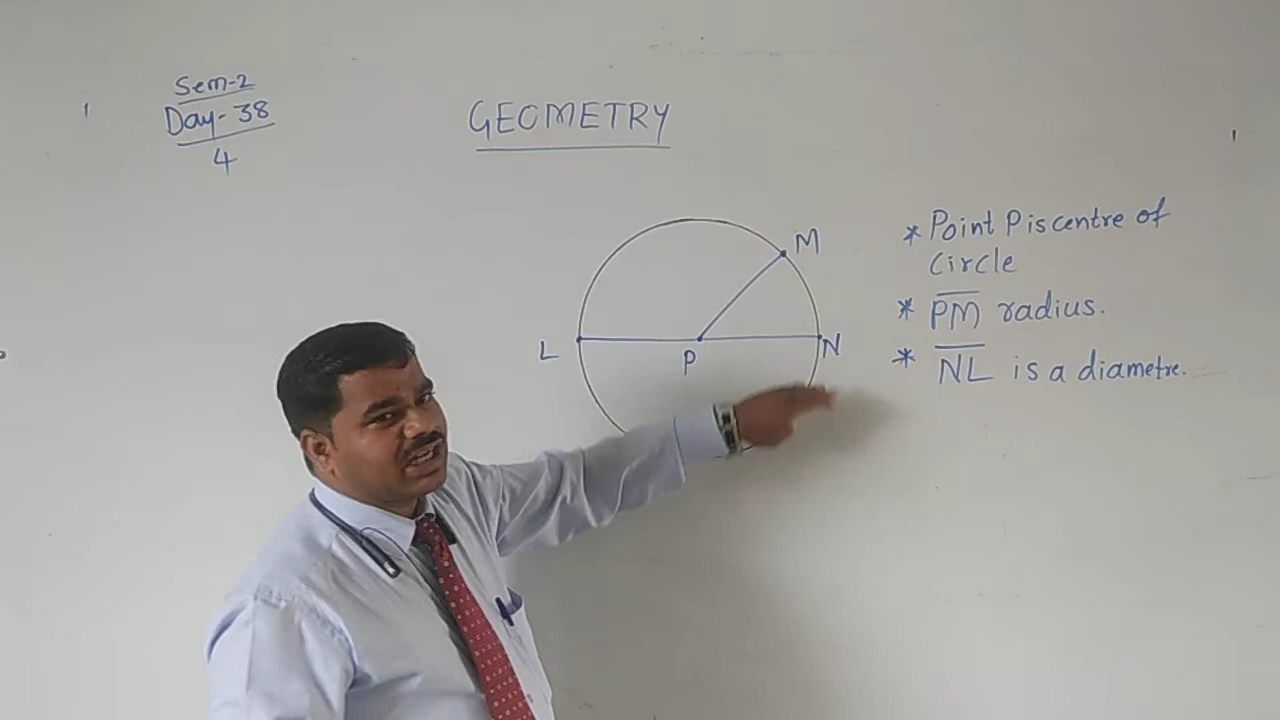 Sem-2
Day-38
4
GEOMETRY
M
L
P
N
* Point P is centre of
Circle
* PM radius.
* NL is a diametre.